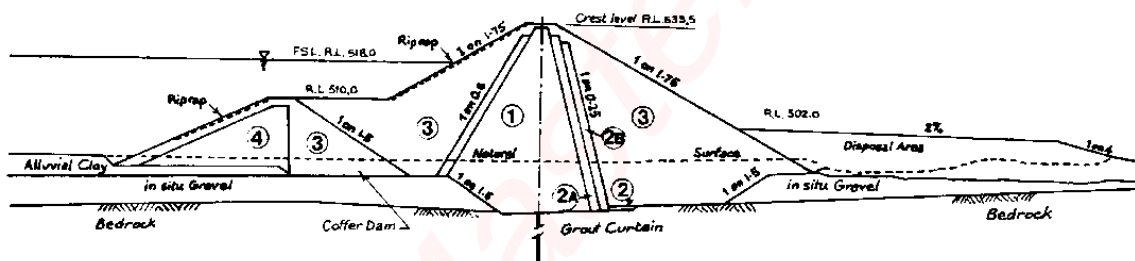 Crest level R.L. 533,5
1 on 1·75
Riprap
FSL. R.L. 518,0
R.L 510,0
Riprap
1 on 0.6
1 on 0·25
1 on 1·75
R.L. 502.0
2%
Disposal Area
1 on 4
1
2B
3
3
4
3
1 on 1·5
Natural
Surface
Alluvial Clay
in situ Gravel
1 on 1·5
2A
2
1 on 1·5
in situ Gravel
Bedrock
Coffer Dam
Grout Curtain
Bedrock